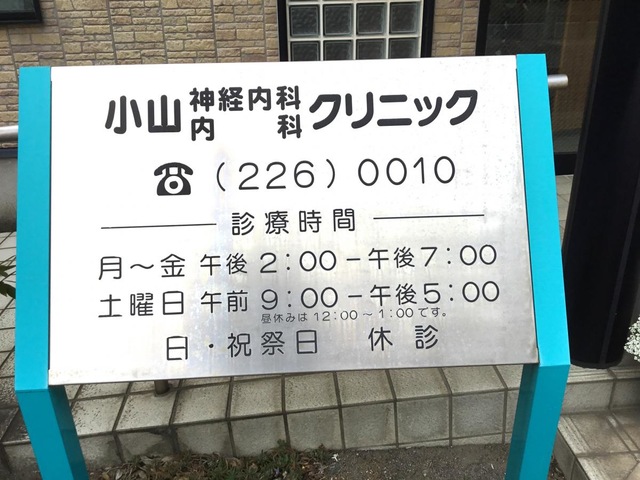 小山神経内科内科クリニック
☎(226)0010
診療時間
月〜金 午後2:00−午後7:00
土曜日 午前9:00−午後5:00
昼休みは12:00〜1:00です。
日・祝祭日 休診